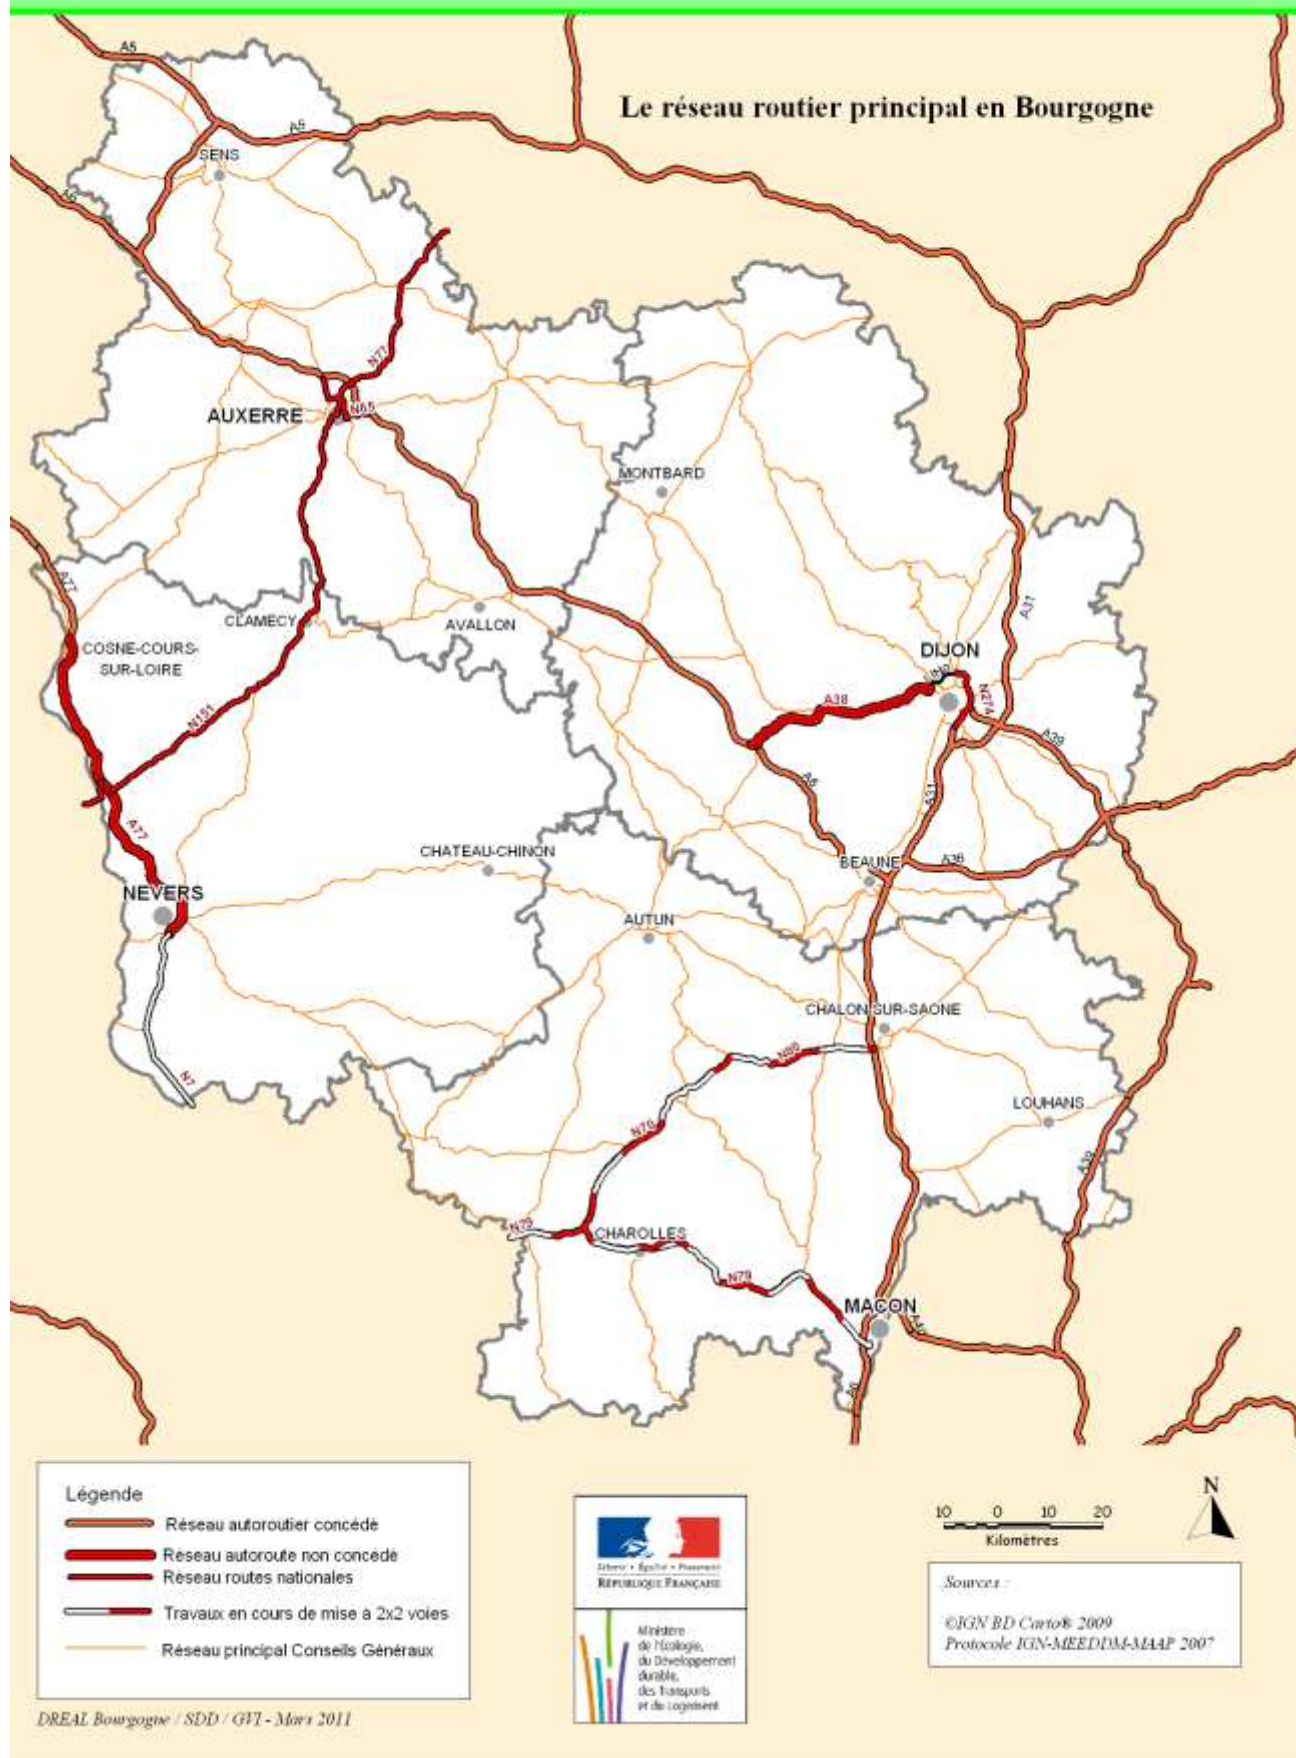 Le réseau routier principal en Bourgogne
A5
A5
SENS
A6
N77
AUXERRE
N65
MONTBARD
A77
CLAMECY
AVALLON
A31
COSNE-COURS-
SUR-LOIRE
DIJON
A38
N274
N151
A39
A6
A31
A77
CHATEAU-CHINON
BEAUNE
A36
NEVERS
AUTUN
CHALON-SUR-SAONE
N80
N7
LOUHANS
N70
A39
N79
CHAROLLES
N79
MACON
A40
A6
Légende
Réseau autoroutier concédé
Réseau autoroute non concédé
Réseau routes nationales
Travaux en cours de mise à 2x2 voies
Réseau principal Conseils Généraux
DREAL Bourgogne / SDD / GVI - Mars 2011
Liberté • Égalité • Fraternité
RÉPUBLIQUE FRANÇAISE
Ministère
de l'Écologie,
du Développement
durable,
des Transports
et du Logement
N
10 0 10 20
Kilomètres
Sources :
©IGN BD Carto® 2009
Protocole IGN-MEEDDM-MAAP 2007